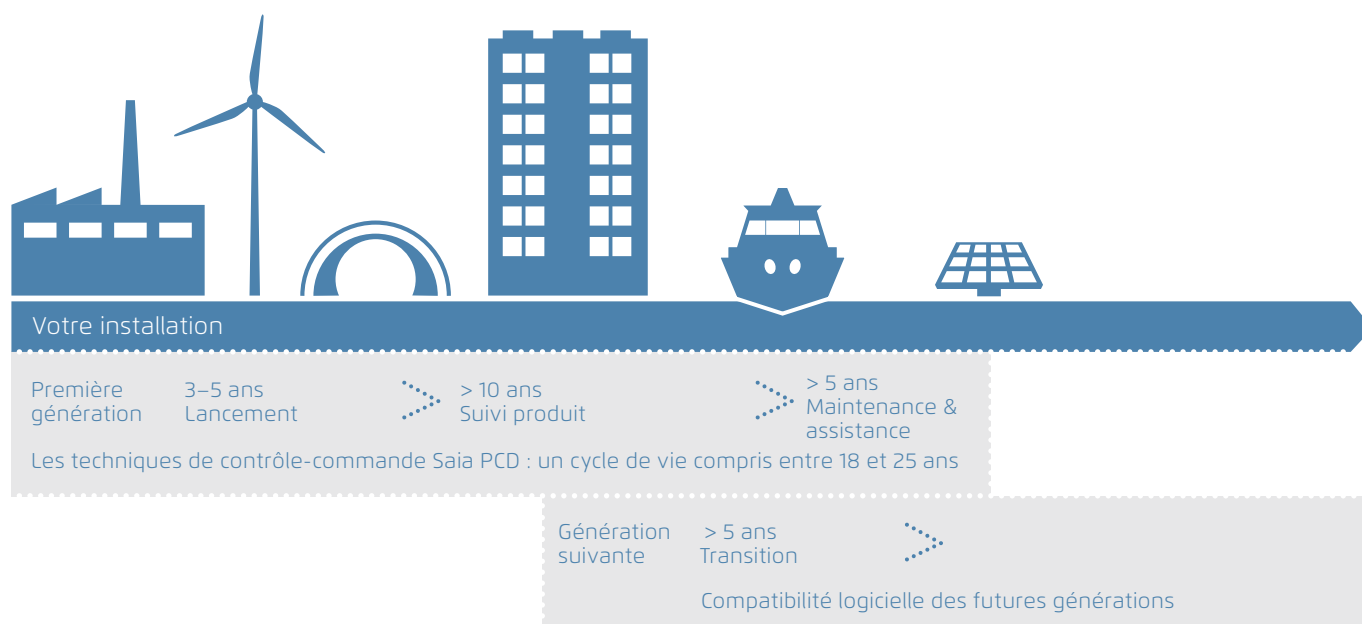 Votre installation
Première
génération
3–5 ans
Lancement
> 10 ans
Suivi produit
> 5 ans
Maintenance &
assistance
Les techniques de contrôle-commande Saia PCD : un cycle de vie compris entre 18 et 25 ans
Génération
suivante
> 5 ans
Transition
Compatibilité logicielle des futures générations